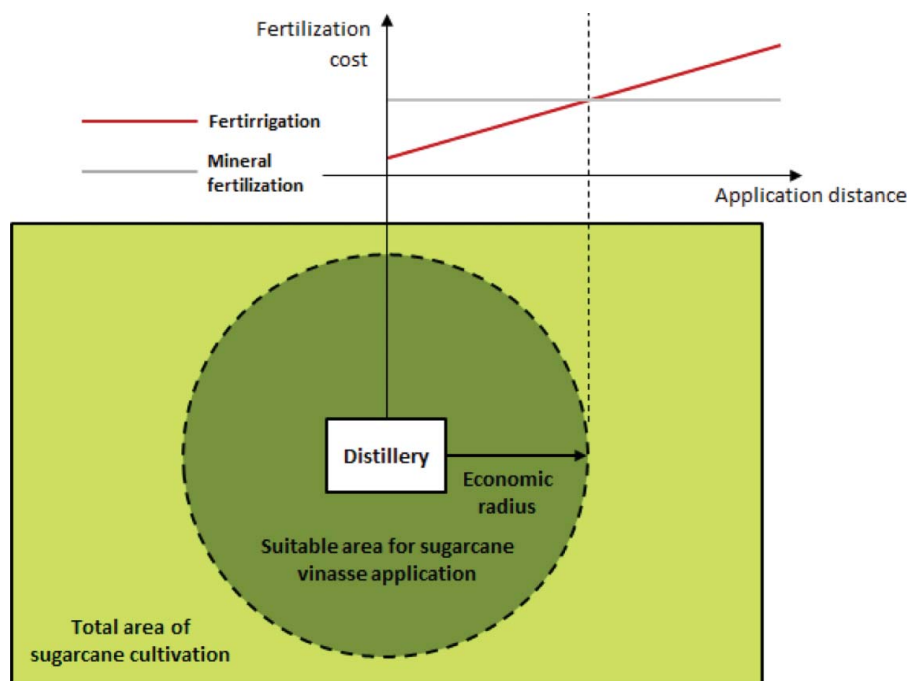 Fertilization
cost
Fertirrigation
Mineral
fertilization
Application distance
Distillery
Economic
radius
Suitable area for sugarcane
vinasse application
Total area of
sugarcane cultivation